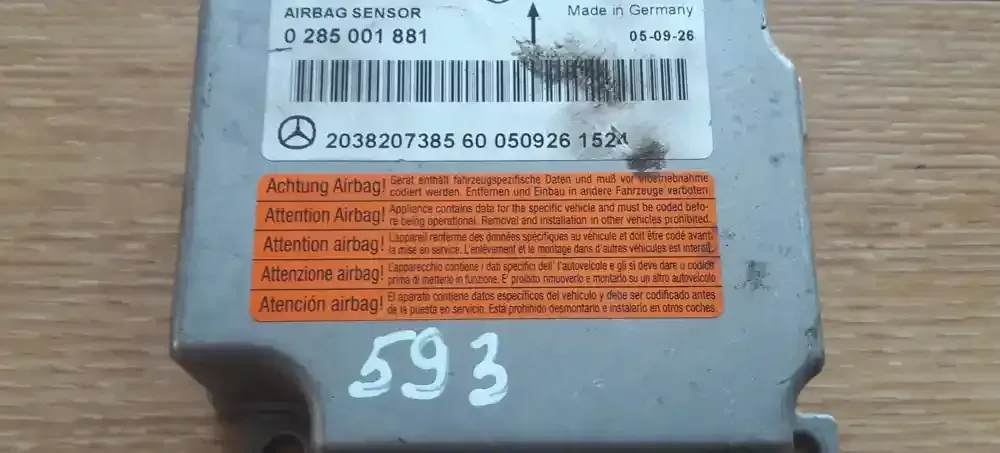 AIRBAG SENSOR
Made in Germany
0 285 001 881
05-09-26
2038207385 60 050926 1524
Achtung Airbag! Gerät enthält fahrzeugspezifische Daten und muß vor Inbetriebnahme
codiert werden. Entfernen und Einbau in andere Fahrzeuge verboten.
Attention Airbag! Appliance contains data for the specific vehicle and must be coded befo-
re being operational. Removal and installation in other vehicles prohibited.
Attention airbag! L'appareil renferme des données spécifiques au véhicule et doit être codé avant
la mise en service. L'enlèvement et le montage dans d'autres véhicules est interdit.
Attenzione airbag! L'apparecchio contiene i dati specifici dell' l'autoveicolo e gli si deve dare u codice
prima di metterlo in funzione. E' proibito rimuoverlo e montarlo su un altro autoveicolo.
Atención airbag! El aparato contiene datos específicos del vehículo y debe ser codificado antes
de la puesta en servicio. Está prohibido desmontarlo e instalarlo en otros coches.
593